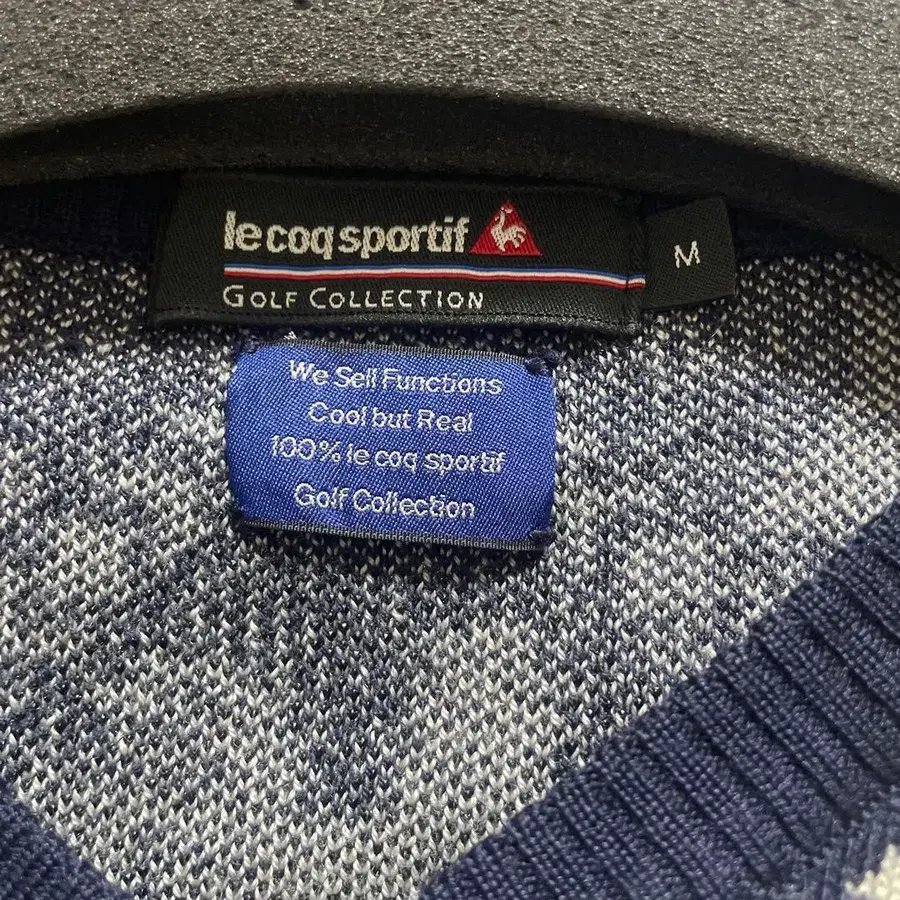 le coq sportif
GOLF COLLECTION
M
We Sell Functions
Cool but Real
100% le coq sportif
Golf Collection